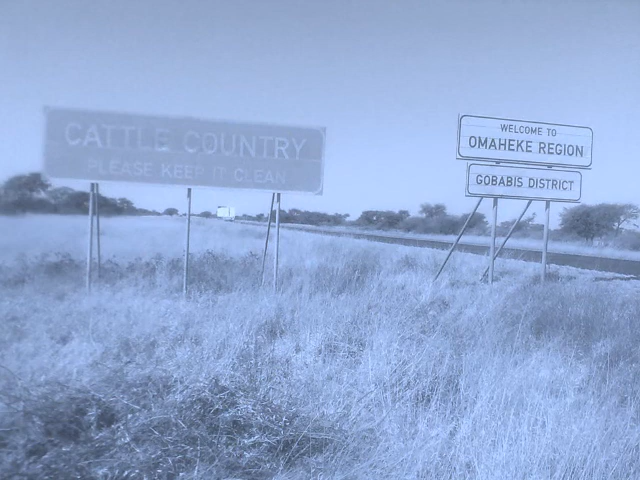 CATTLE COUNTRY
PLEASE KEEP IT CLEAN
WELCOME TO
OMAHEKE REGION
GOBABIS DISTRICT